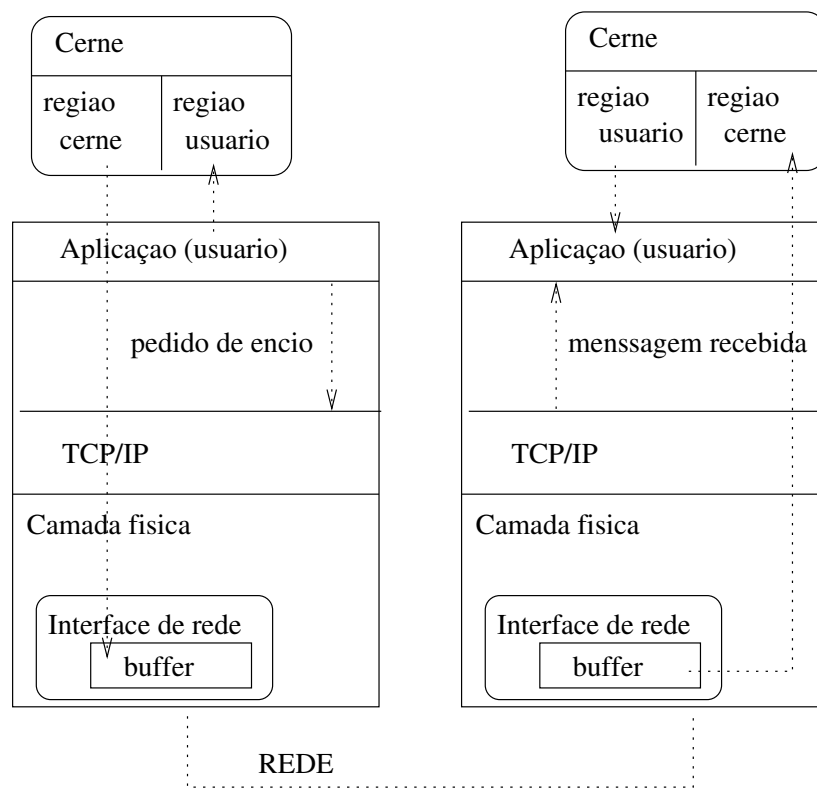 Cerne
regiao
cerne
regiao
usuario
Aplicaçao (usuario)
pedido de encio
TCP/IP
Camada fisica
Interface de rede
buffer
Cerne
regiao
usuario
regiao
cerne
Aplicaçao (usuario)
menssagem recebida
TCP/IP
Camada fisica
Interface de rede
buffer
REDE